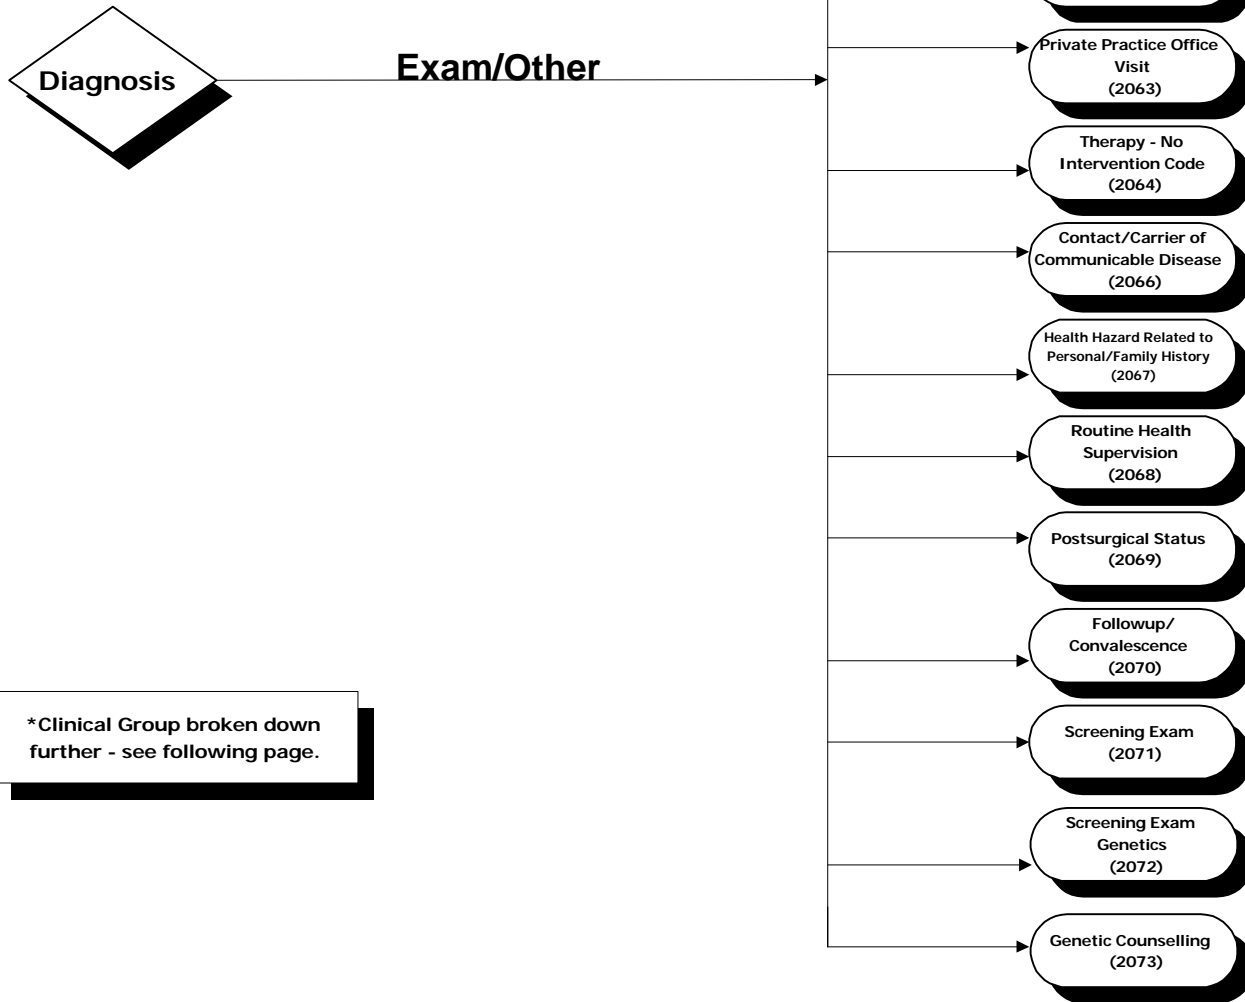 Diagnosis
Exam/Other
Private Practice Office
Visit
(2063)
Therapy - No
Intervention Code
(2064)
Contact/Carrier of
Communicable Disease
(2066)
Health Hazard Related to
Personal/Family History
(2067)
Routine Health
Supervision
(2068)
Postsurgical Status
(2069)
Followup/
Convalescence
(2070)
Screening Exam
(2071)
Screening Exam
Genetics
(2072)
Genetic Counselling
(2073)
*Clinical Group broken down
further - see following page.